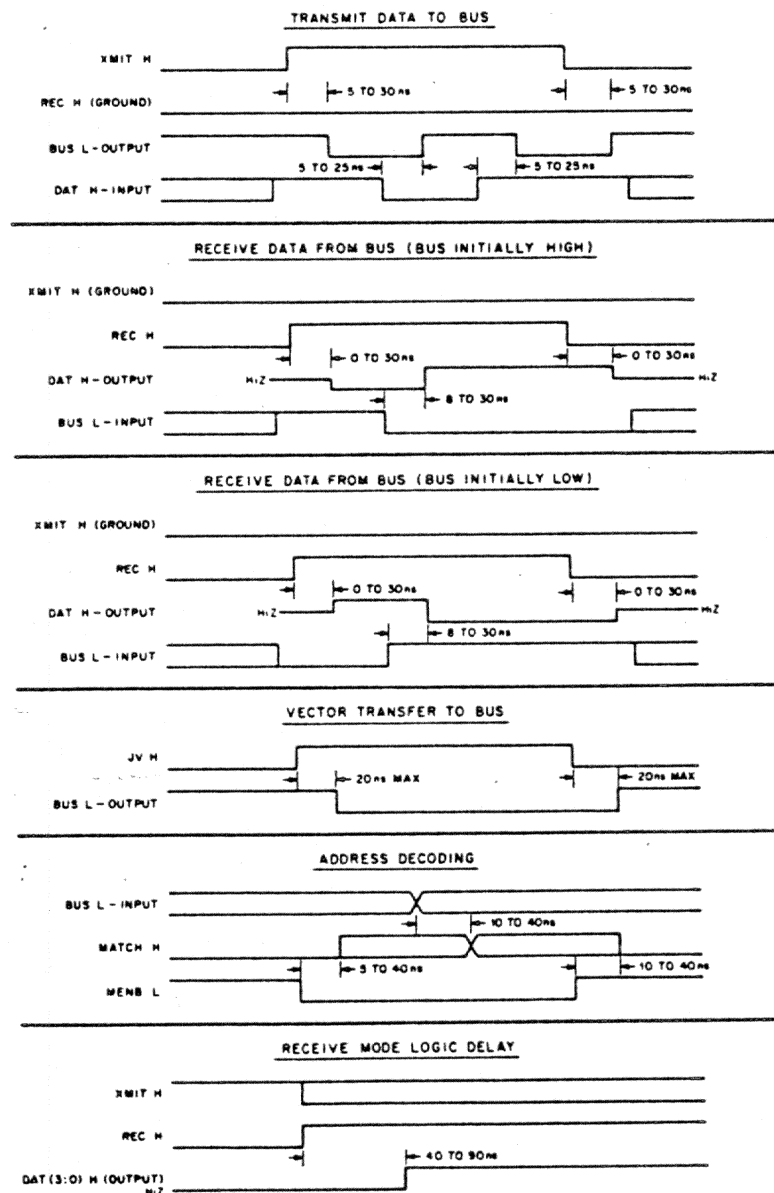 TRANSMIT DATA TO BUS
XMIT H
5 TO 30ns
5 TO 30ns
REC H (GROUND)
BUS L-OUTPUT
5 TO 25ns
5 TO 25ns
DAT H-INPUT
RECEIVE DATA FROM BUS (BUS INITIALLY HIGH)
XMIT H (GROUND)
REC H
0 TO 30ns
0 TO 30ns
DAT H-OUTPUT
HiZ
HiZ
8 TO 30ns
BUS L-INPUT
RECEIVE DATA FROM BUS (BUS INITIALLY LOW)
XMIT H (GROUND)
REC H
0 TO 30ns
0 TO 30ns
DAT H-OUTPUT
HiZ
HiZ
8 TO 30ns
BUS L-INPUT
VECTOR TRANSFER TO BUS
JV H
20ns MAX
20ns MAX
BUS L-OUTPUT
ADDRESS DECODING
BUS L-INPUT
10 TO 40ns
MATCH H
5 TO 40ns
10 TO 40ns
MENB L
RECEIVE MODE LOGIC DELAY
XMIT H
REC H
40 TO 90ns
DAT (3:0) H (OUTPUT)
HiZ